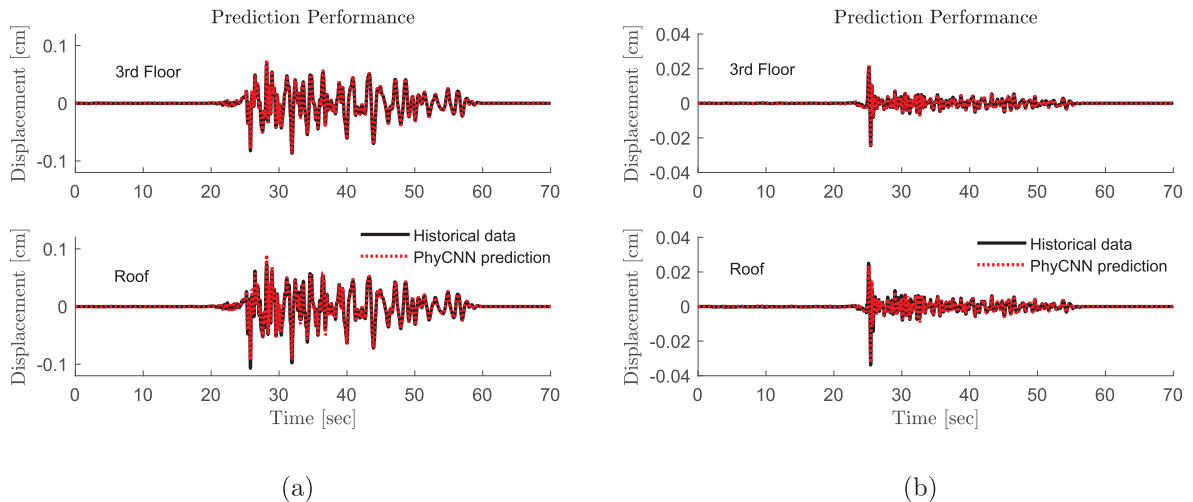 Prediction Performance
Displacement [cm]
0.1
0
-0.1
3rd Floor
0 10 20 30 40 50 60 70
Displacement [cm]
0.1
0
-0.1
Roof
Historical data
PhyCNN prediction
0 10 20 30 40 50 60 70
Time [sec]
(a)
Prediction Performance
Displacement [cm]
0.04
0.02
0
-0.02
-0.04
3rd Floor
0 10 20 30 40 50 60 70
Displacement [cm]
0.04
0.02
0
-0.02
-0.04
Roof
Historical data
PhyCNN prediction
0 10 20 30 40 50 60 70
Time [sec]
(b)